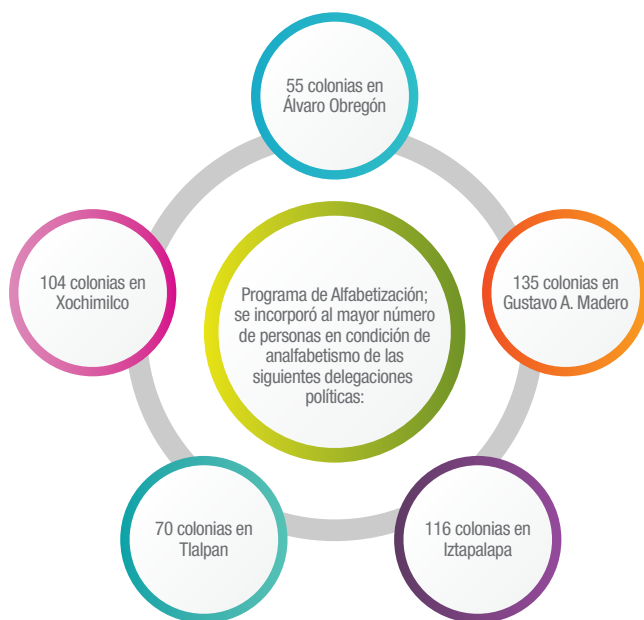 55 colonias en
Álvaro Obregón
104 colonias en
Xochimilco
135 colonias en
Gustavo A. Madero
Programa de Alfabetización;
se incorporó al mayor número
de personas en condición de
analfabetismo de las
siguientes delegaciones
políticas:
70 colonias en
Tlalpan
116 colonias en
Iztapalapa